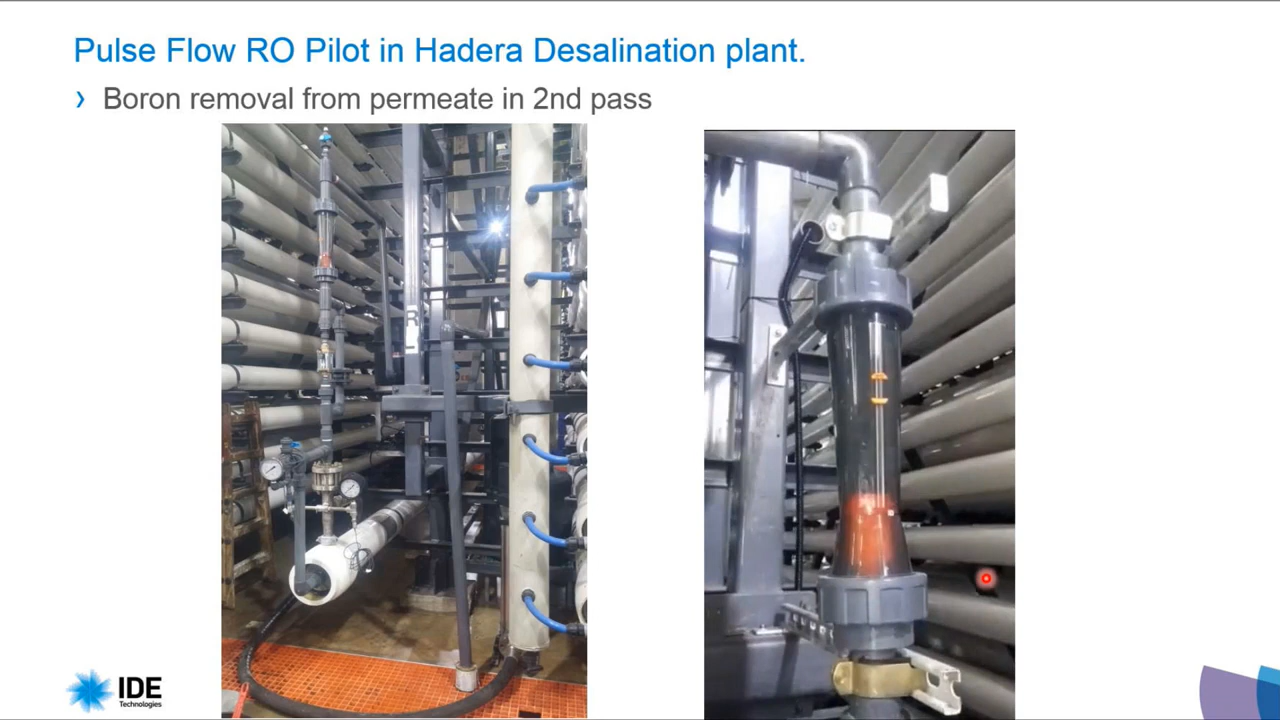 Pulse Flow RO Pilot in Hadera Desalination plant.
› Boron removal from permeate in 2nd pass
R
IDE
Technologies